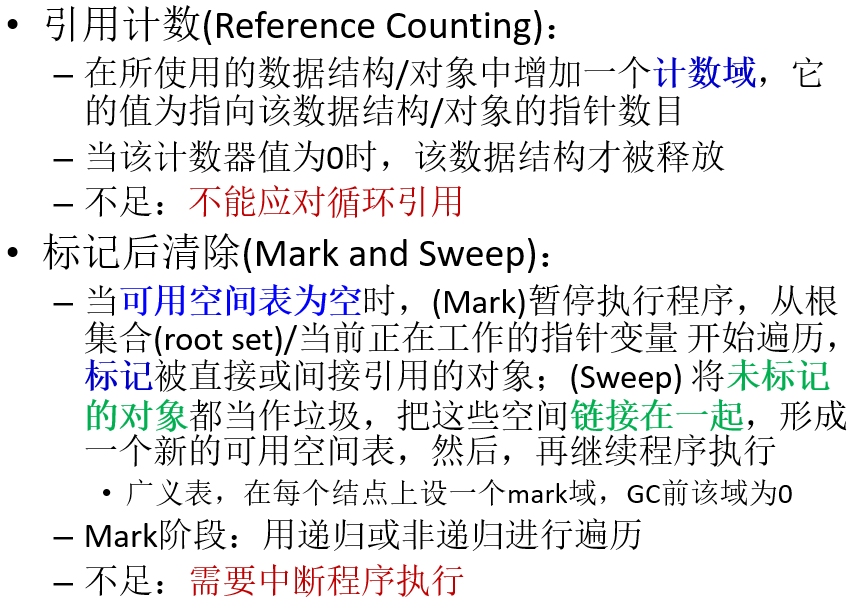 • 引用计数(Reference Counting)：
– 在所使用的数据结构/对象中增加一个计数域，它
的值为指向该数据结构/对象的指针数目
– 当该计数器值为0时，该数据结构才被释放
– 不足：不能应对循环引用
• 标记后清除(Mark and Sweep)：
– 当可用空间表为空时，(Mark)暂停执行程序，从根
集合(root set)/当前正在工作的指针变量 开始遍历，
标记被直接或间接引用的对象；(Sweep) 将未标记
的对象都当作垃圾，把这些空间链接在一起，形成
一个新的可用空间表，然后，再继续程序执行
• 广义表，在每个结点上设一个mark域，GC前该域为0
– Mark阶段：用递归或非递归进行遍历
– 不足：需要中断程序执行